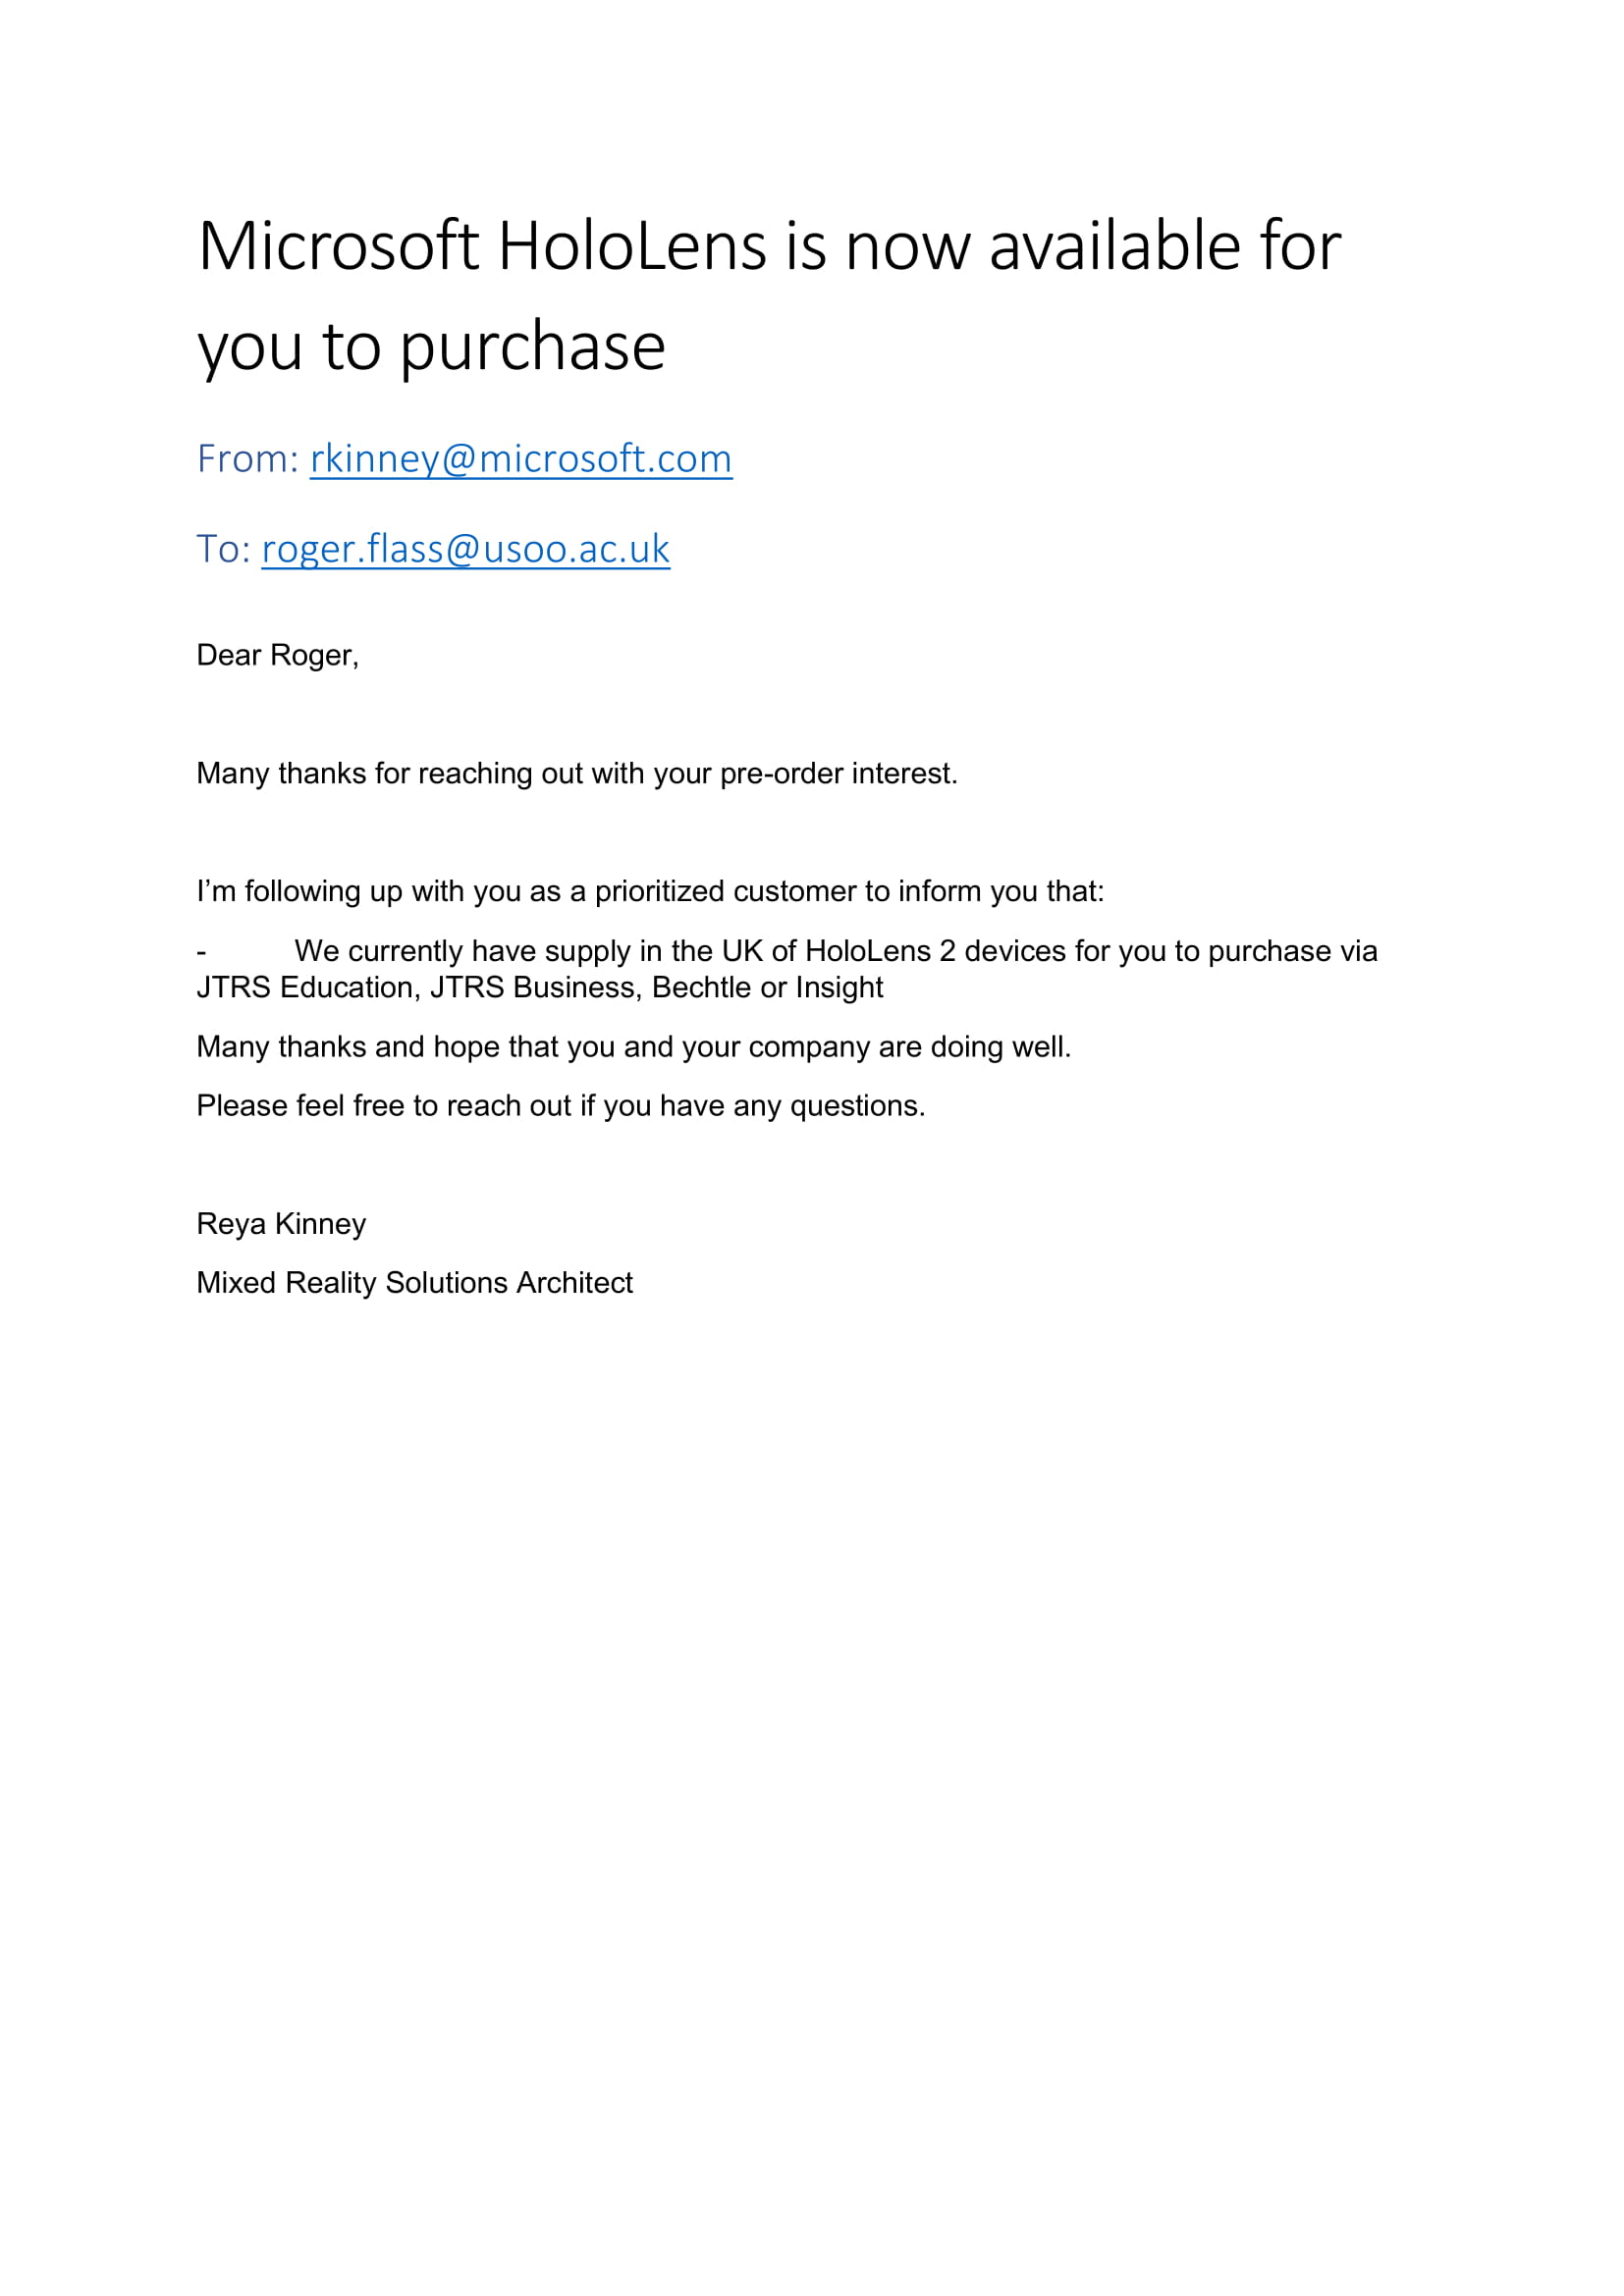 Microsoft HoloLens is now available for
you to purchase
From: rkinney@microsoft.com
To: roger.flass@usoo.ac.uk
Dear Roger,
Many thanks for reaching out with your pre-order interest.
I’m following up with you as a prioritized customer to inform you that:
- We currently have supply in the UK of HoloLens 2 devices for you to purchase via
JTRS Education, JTRS Business, Bechtle or Insight
Many thanks and hope that you and your company are doing well.
Please feel free to reach out if you have any questions.
Reya Kinney
Mixed Reality Solutions Architect